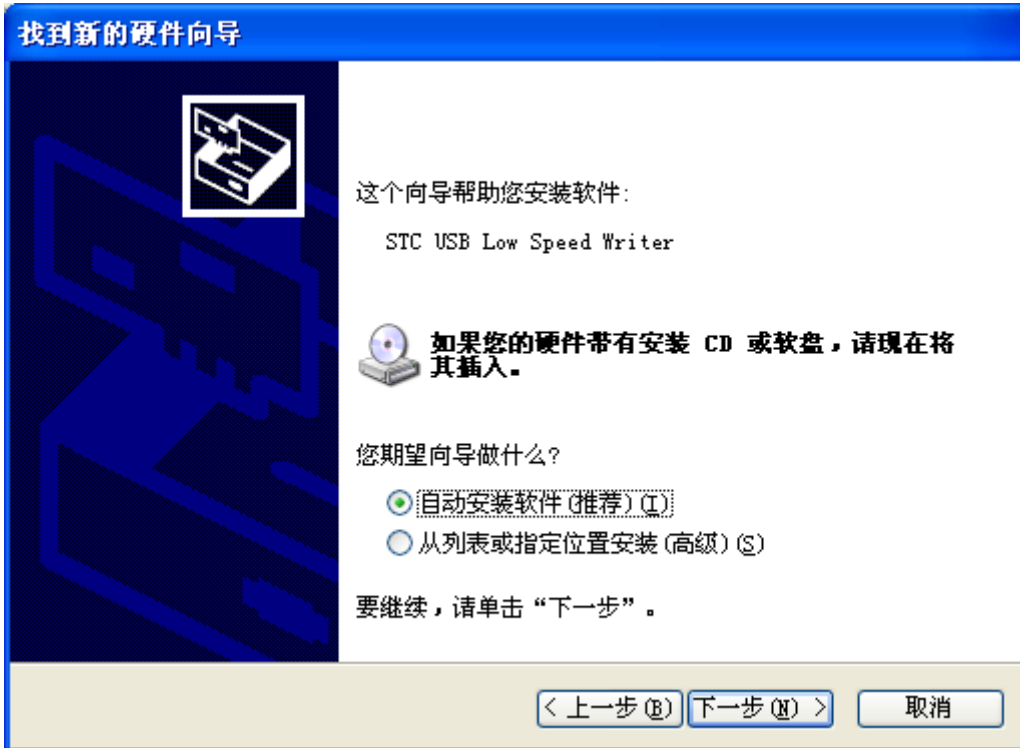 找到新的硬件向导
这个向导帮助您安装软件:
STC USB Low Speed Writer
如果您的硬件带有安装 CD 或软盘，请现在将
其插入。
您期望向导做什么?
自动安装软件(推荐)(I)
从列表或指定位置安装(高级)(S)
要继续，请单击“下一步”。
< 上一步(B) 下一步(N) > 取消